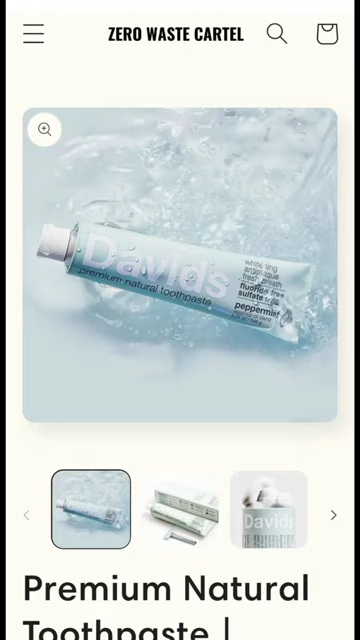 ZERO WASTE CARTEL
Davids
premium natural toothpaste
whitening
antiplaque
fresh breath
fluoride free
sulfate free
peppermint
Davids
Premium Natural
Toothpaste |